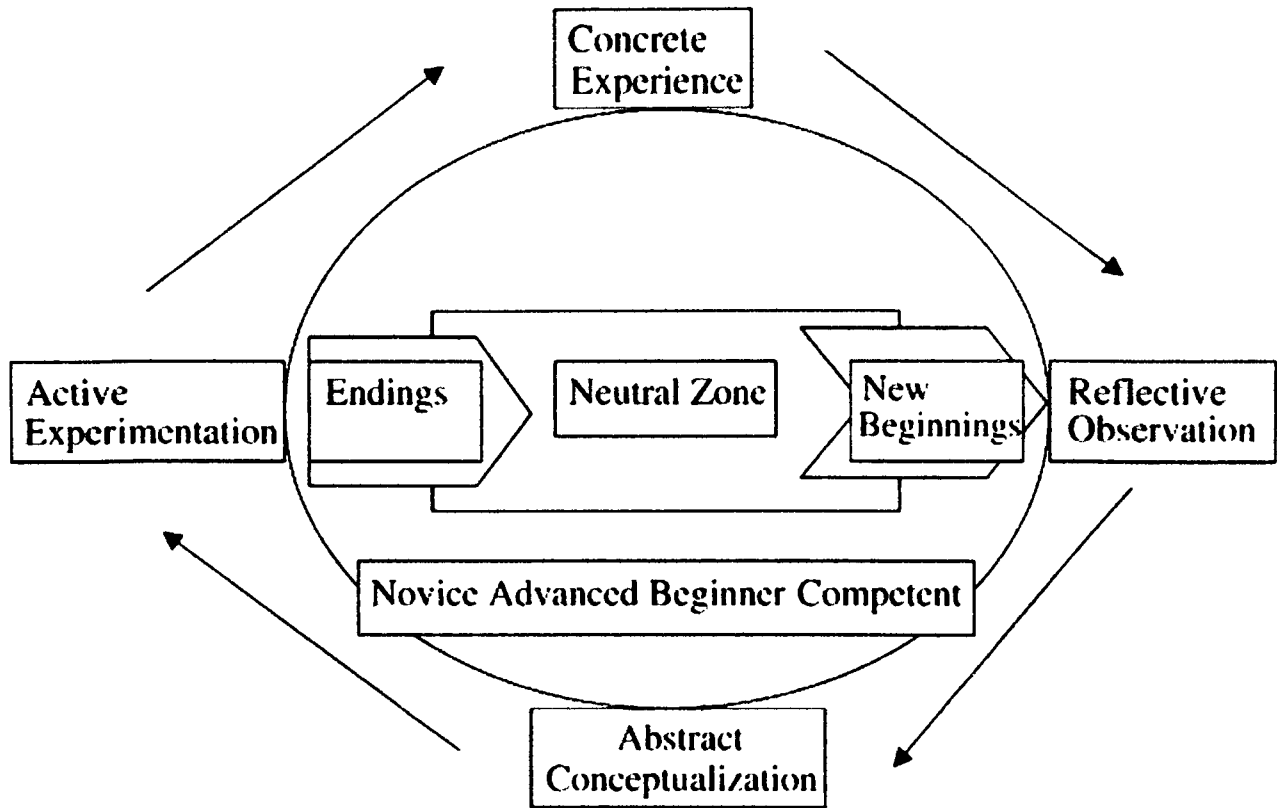 Concrete
Experience
Active
Experimentation
Endings
Neutral Zone
New
Beginnings
Reflective
Observation
Novice Advanced Beginner Competent
Abstract
Conceptualization